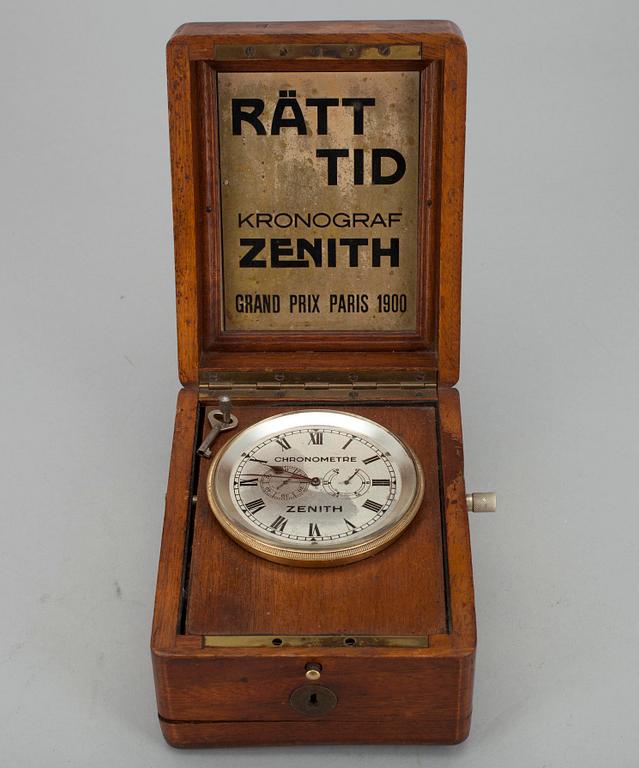 RÄTT
TID
KRONOGRAF
ZENITH
GRAND PRIX PARIS 1900
CHRONOMETRE
ZENITH